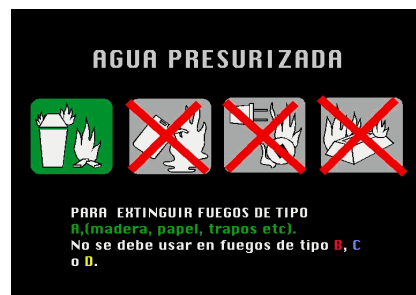 AGUA PRESURIZADA
PARA EXTINGUIR FUEGOS DE TIPO
A,(madera, papel, trapos etc).
No se debe usar en fuegos de tipo B, C
o D.